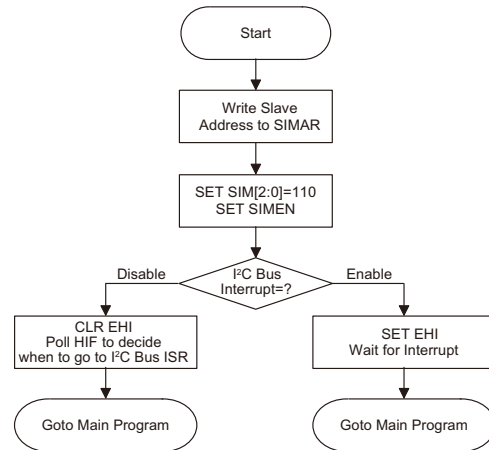 Start
Write Slave
Address to SIMAR
SET SIM[2:0]=110
SET SIMEN
I²C Bus
Interrupt=?
Disable
Enable
CLR EHI
Poll HIF to decide
when to go to I²C Bus ISR
SET EHI
Wait for Interrupt
Goto Main Program
Goto Main Program